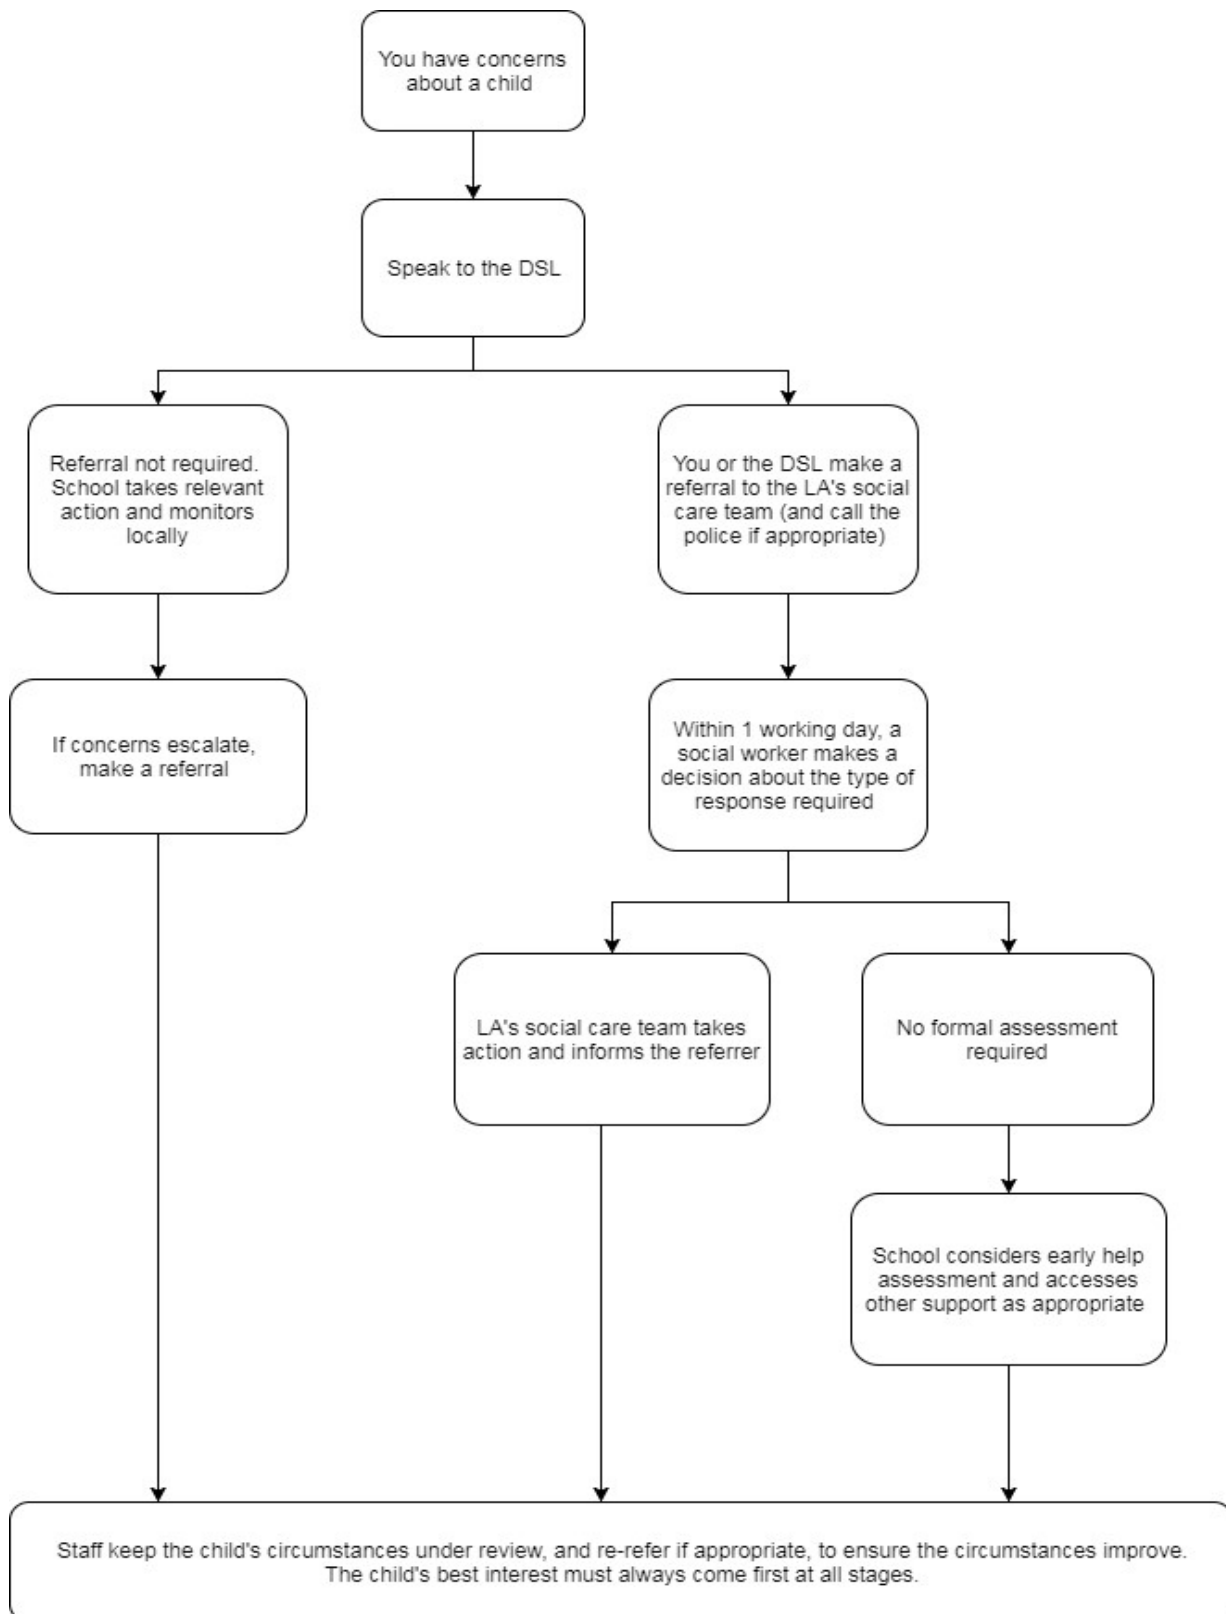 You have concerns
about a child
Speak to the DSL
Referral not required.
School takes relevant
action and monitors
locally
You or the DSL make a
referral to the LA's social
care team (and call the
police if appropriate)
If concerns escalate,
make a referral
Within 1 working day, a
social worker makes a
decision about the type of
response required
LA's social care team takes
action and informs the referrer
No formal assessment
required
School considers early help
assessment and accesses
other support as appropriate
Staff keep the child's circumstances under review, and re-refer if appropriate, to ensure the circumstances improve.
The child's best interest must always come first at all stages.